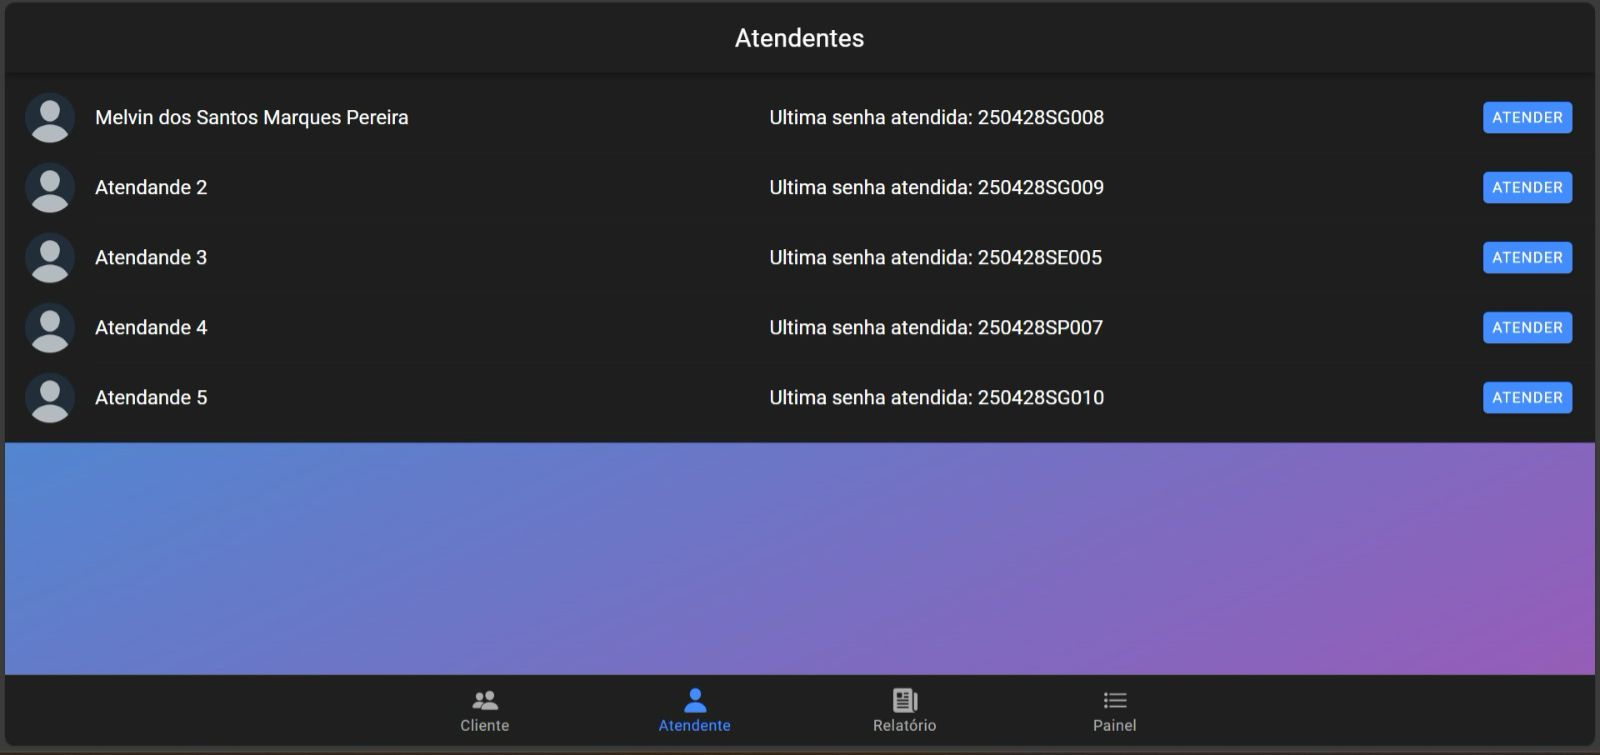 Atendentes
Melvin dos Santos Marques Pereira Ultima senha atendida: 250428SG008 ATENDER
Atendande 2 Ultima senha atendida: 250428SG009 ATENDER
Atendande 3 Ultima senha atendida: 250428SE005 ATENDER
Atendande 4 Ultima senha atendida: 250428SP007 ATENDER
Atendande 5 Ultima senha atendida: 250428SG010 ATENDER
Cliente Atendente Relatório Painel